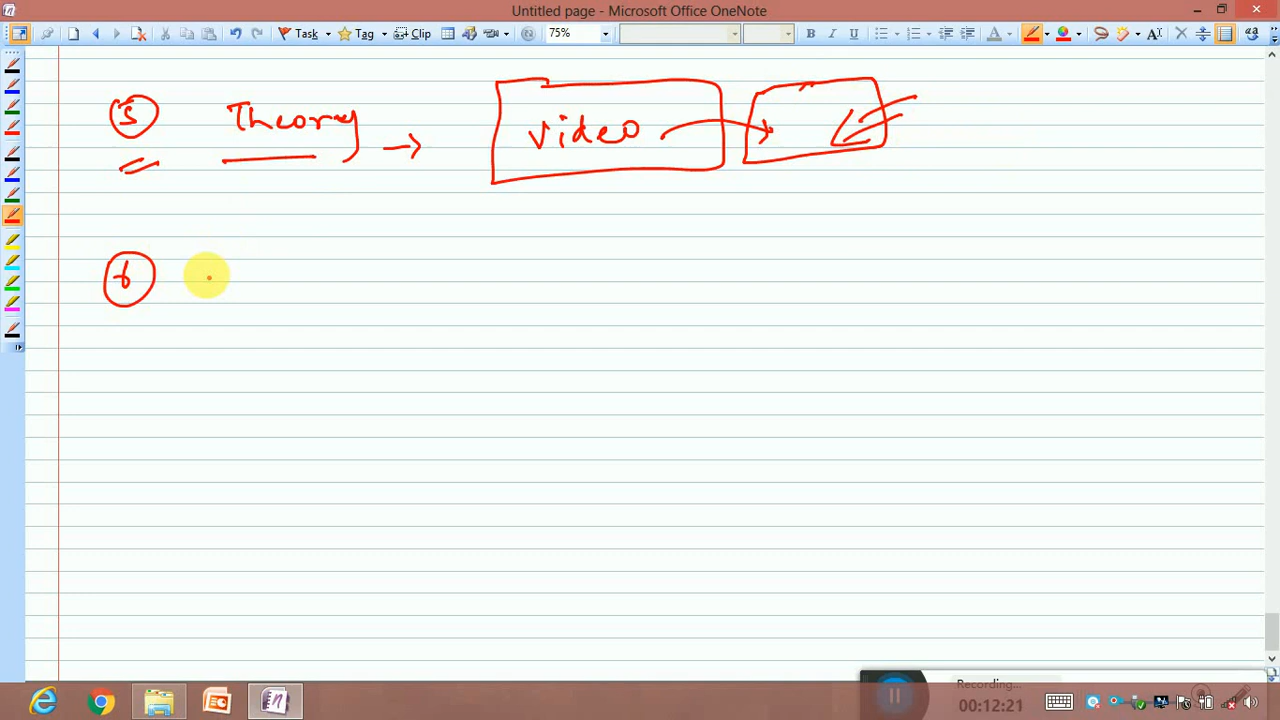 Untitled page - Microsoft Office OneNote
Task Tag Clip 75% B I U
5 Theory → video
6
Recording...
00:12:21